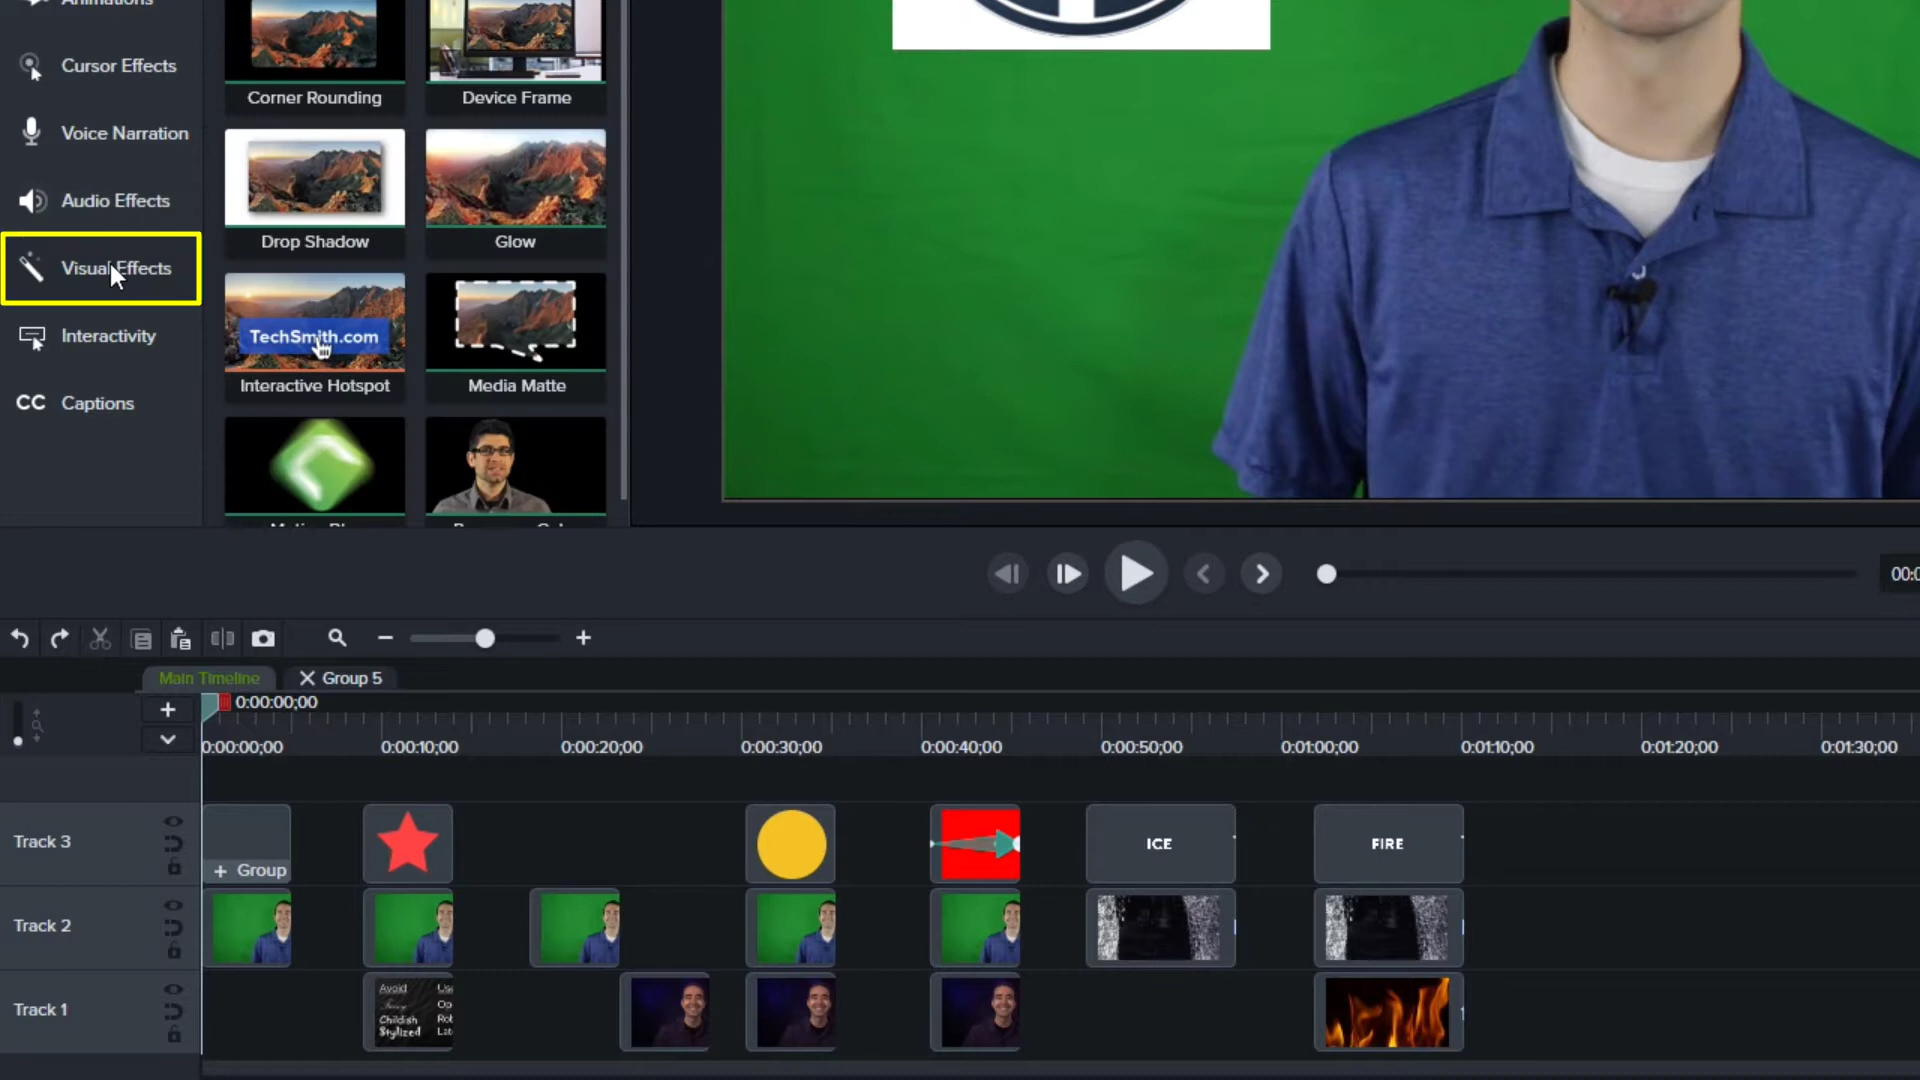 Animations
Cursor Effects
Voice Narration
Audio Effects
Visual Effects
Interactivity
CC Captions
Corner Rounding
Device Frame
Drop Shadow
Glow
TechSmith.com
Interactive Hotspot
Media Matte
Main Timeline
Group 5
0:00:00;00
0:00:00;00 0:00:10;00 0:00:20;00 0:00:30;00 0:00:40;00 0:00:50;00 0:01:00;00 0:01:10;00 0:01:20;00 0:01:30;00
Track 3
+ Group
ICE
FIRE
Track 2
Track 1
Avoid
Childish
Stylized